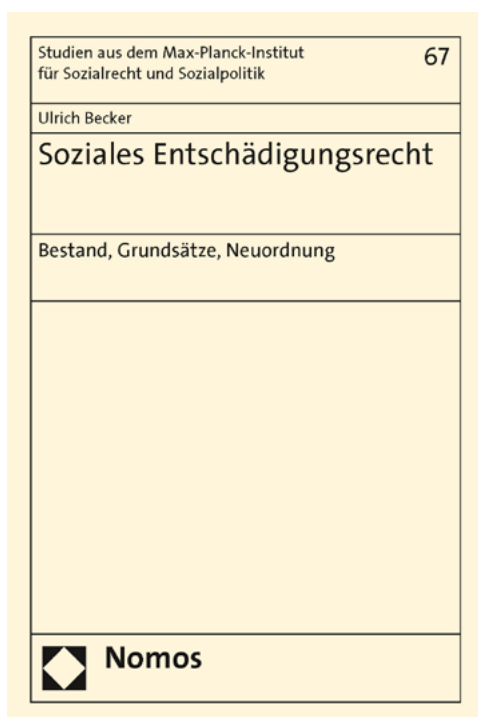 Studien aus dem Max-Planck-Institut
für Sozialrecht und Sozialpolitik
67
Ulrich Becker
Soziales Entschädigungsrecht
Bestand, Grundsätze, Neuordnung
Nomos